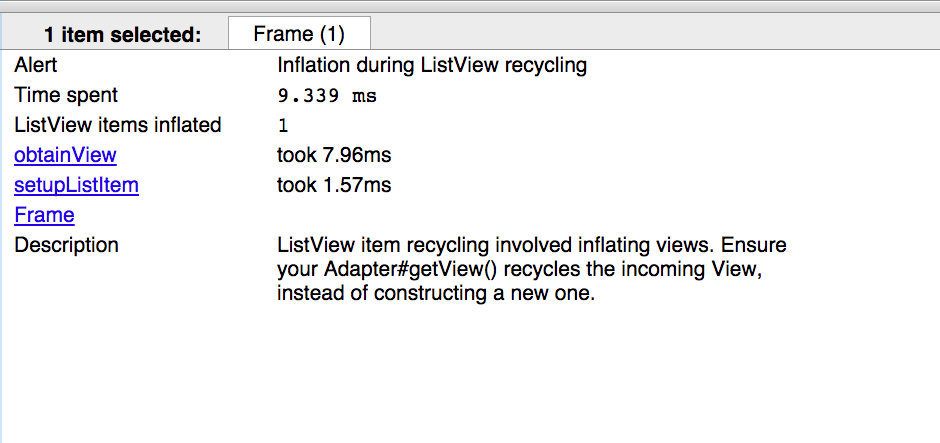 1 item selected: Frame (1)
Alert Inflation during ListView recycling
Time spent 9.339 ms
ListView items inflated 1
obtainView took 7.96ms
setupListItem took 1.57ms
Frame
Description ListView item recycling involved inflating views. Ensure
your Adapter#getView() recycles the incoming View,
instead of constructing a new one.